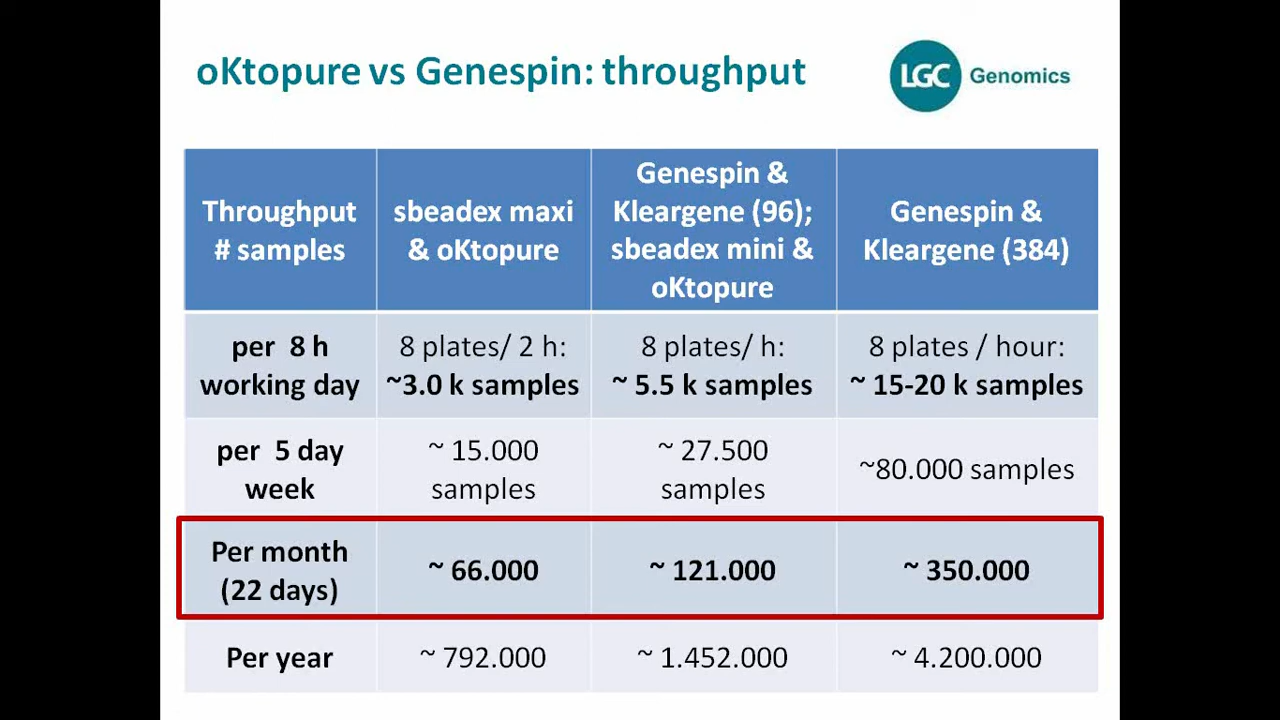 oKtopure vs Genespin: throughput
LGC Genomics
Throughput
# samples
sbeadex maxi
& oKtopure
Genespin &
Kleargene (96);
sbeadex mini &
oKtopure
Genespin &
Kleargene (384)
per 8 h
working day
8 plates/ 2 h:
~3.0 k samples
8 plates/ h:
~ 5.5 k samples
8 plates / hour:
~ 15-20 k samples
per 5 day
week
~ 15.000
samples
~ 27.500
samples
~80.000 samples
Per month
(22 days)
~ 66.000
~ 121.000
~ 350.000
Per year
~ 792.000
~ 1.452.000
~ 4.200.000